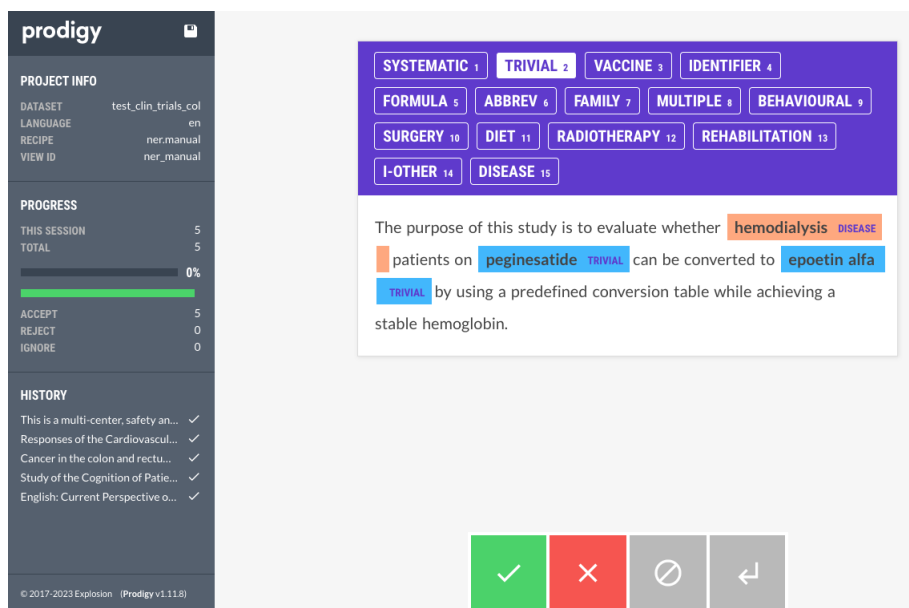 prodigy
PROJECT INFO
DATASET test_clin_trials_col
LANGUAGE en
RECIPE ner.manual
VIEW ID ner_manual
PROGRESS
THIS SESSION 5
TOTAL 5
0%
ACCEPT 5
REJECT 0
IGNORE 0
HISTORY
This is a multi-center, safety an...
Responses of the Cardiovascul...
Cancer in the colon and rectu...
Study of the Cognition of Patie...
English: Current Perspective o...
© 2017-2023 Explosion (Prodigy v1.11.8)
SYSTEMATIC 1 TRIVIAL 2 VACCINE 3 IDENTIFIER 4
FORMULA 5 ABBREV 6 FAMILY 7 MULTIPLE 8 BEHAVIOURAL 9
SURGERY 10 DIET 11 RADIOTHERAPY 12 REHABILITATION 13
I-OTHER 14 DISEASE 15
The purpose of this study is to evaluate whether hemodialysis DISEASE
patients on peginesatide TRIVIAL can be converted to epoetin alfa
TRIVIAL by using a predefined conversion table while achieving a
stable hemoglobin.